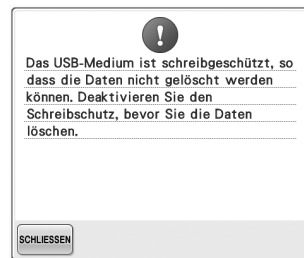 Das USB-Medium ist schreibgeschützt, so
dass die Daten nicht gelöscht werden
können. Deaktivieren Sie den
Schreibschutz, bevor Sie die Daten
löschen.
SCHLIESSEN